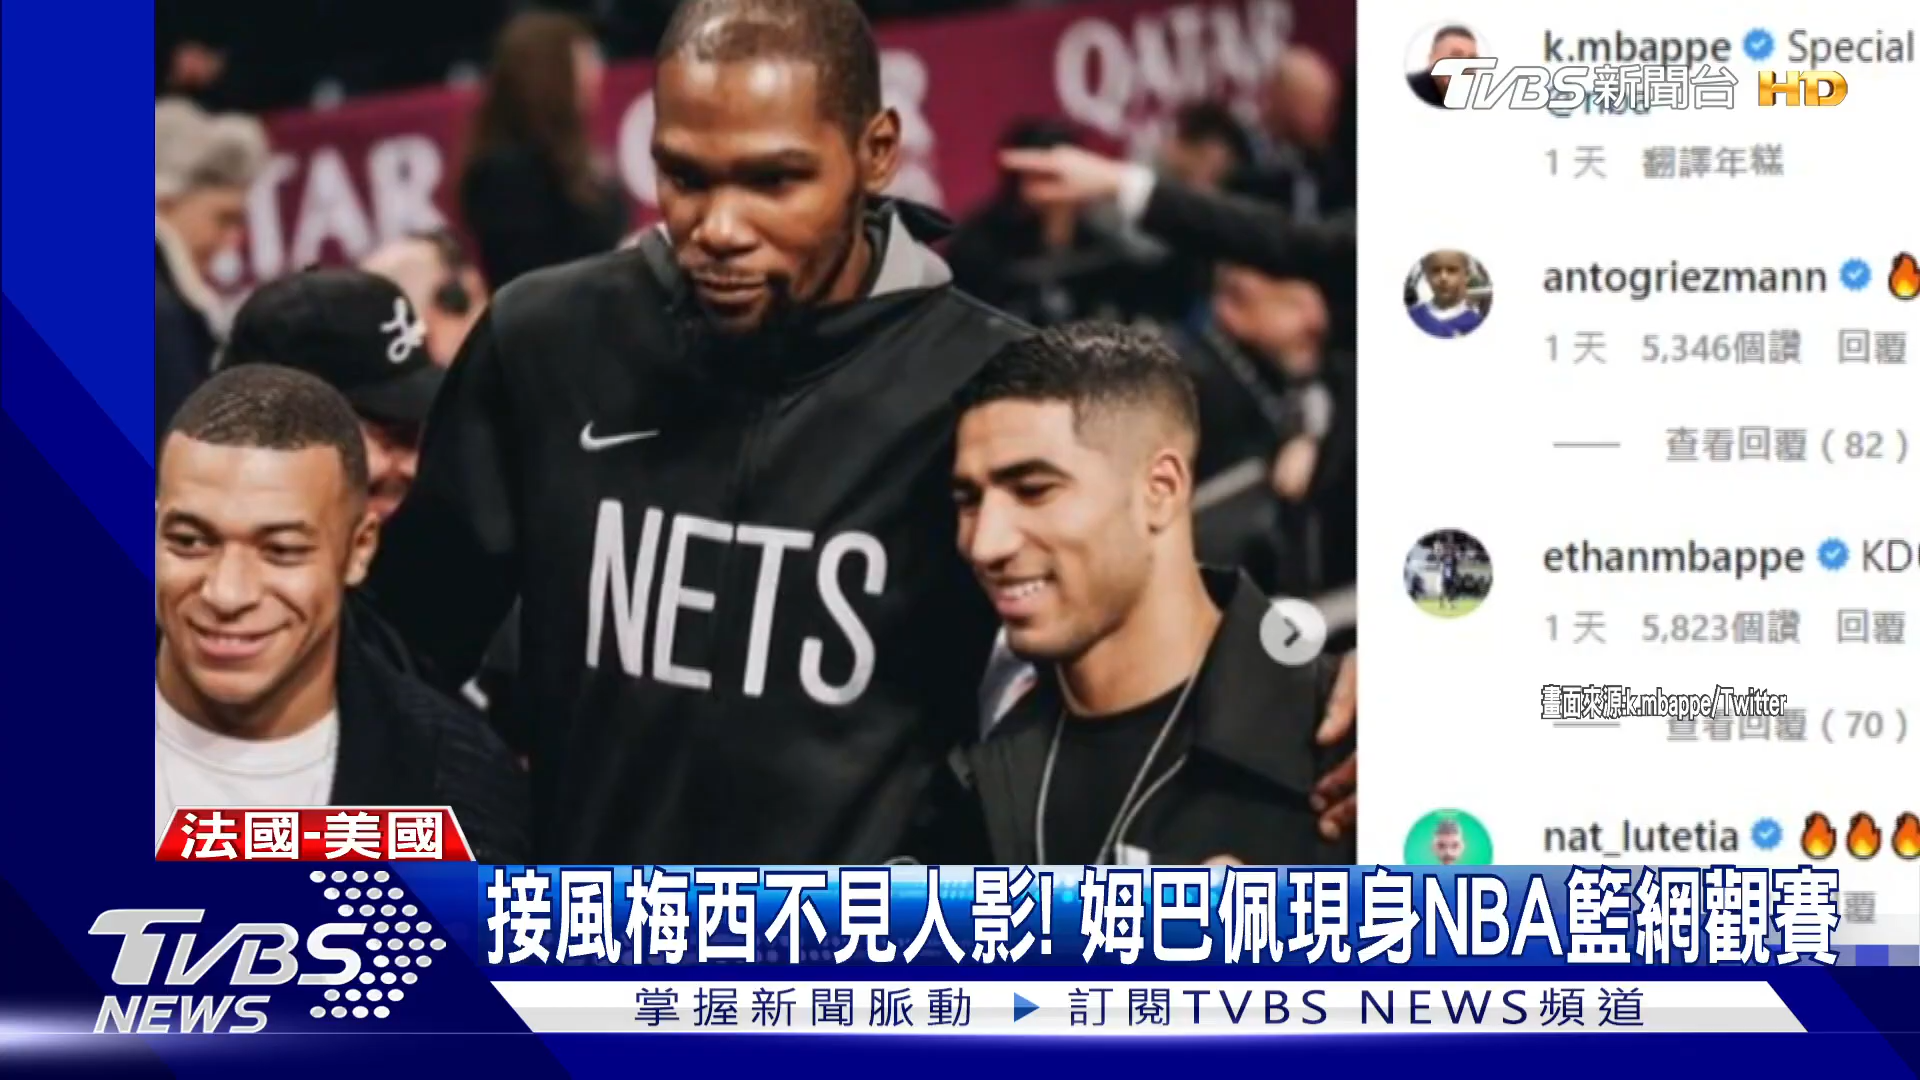 QATAR
TAR
NETS
k.mbappe Special
@nba
1 天 翻譯年糕
TVBS新聞台 HD
antogriezmann
1 天 5,346個讚 回覆
查看回覆 ( 82 )
ethanmbappe KD
1 天 5,823個讚 回覆
畫面來源:k.mbappe/Twitter
查看回覆 ( 70 )
nat_lutetia
法國-美國
接風梅西不見人影! 姆巴佩現身NBA籃網觀賽
TVBS
NEWS
掌握新聞脈動 ▶ 訂閱TVBS NEWS頻道